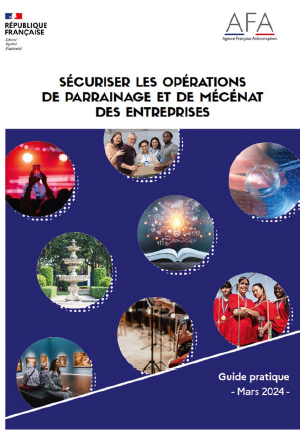 RÉPUBLIQUE
FRANÇAISE
Liberté
Égalité
Fraternité
AFA
Agence Française Anticorruption
SÉCURISER LES OPÉRATIONS
DE PARRAINAGE ET DE MÉCÉNAT
DES ENTREPRISES
Guide pratique
- Mars 2024 -